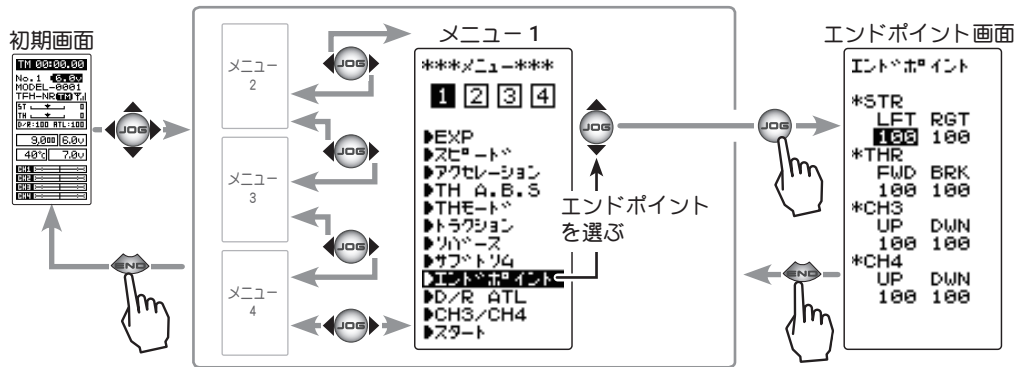 初期画面
TM 00:00.00
No.1 6.0v
MODEL-0001
TFH-NR TM
ST 0
TH 0
D/R:100 ATL:100
9,000 6.0v
40℃ 7.0v
CH1
CH2
CH3
CH4
END
JOG
メニュー
2
メニュー
3
メニュー
4
JOG
JOG
JOG
JOG
メニュー 1
***メニュー***
1 2 3 4
▶EXP
▶スピード
▶アクセレーション
▶TH A.B.S
▶THモード
▶トラクション
▶リバース
▶サブトリム
▶エンドポイント
▶D/R ATL
▶CH3/CH4
▶スタート
JOG
エンドポイント
を選ぶ
JOG
END
エンドポイント画面
エンドポイント
*STR
LFT RGT
100 100
*THR
FWD BRK
100 100
*CH3
UP DWN
100 100
*CH4
UP DWN
100 100